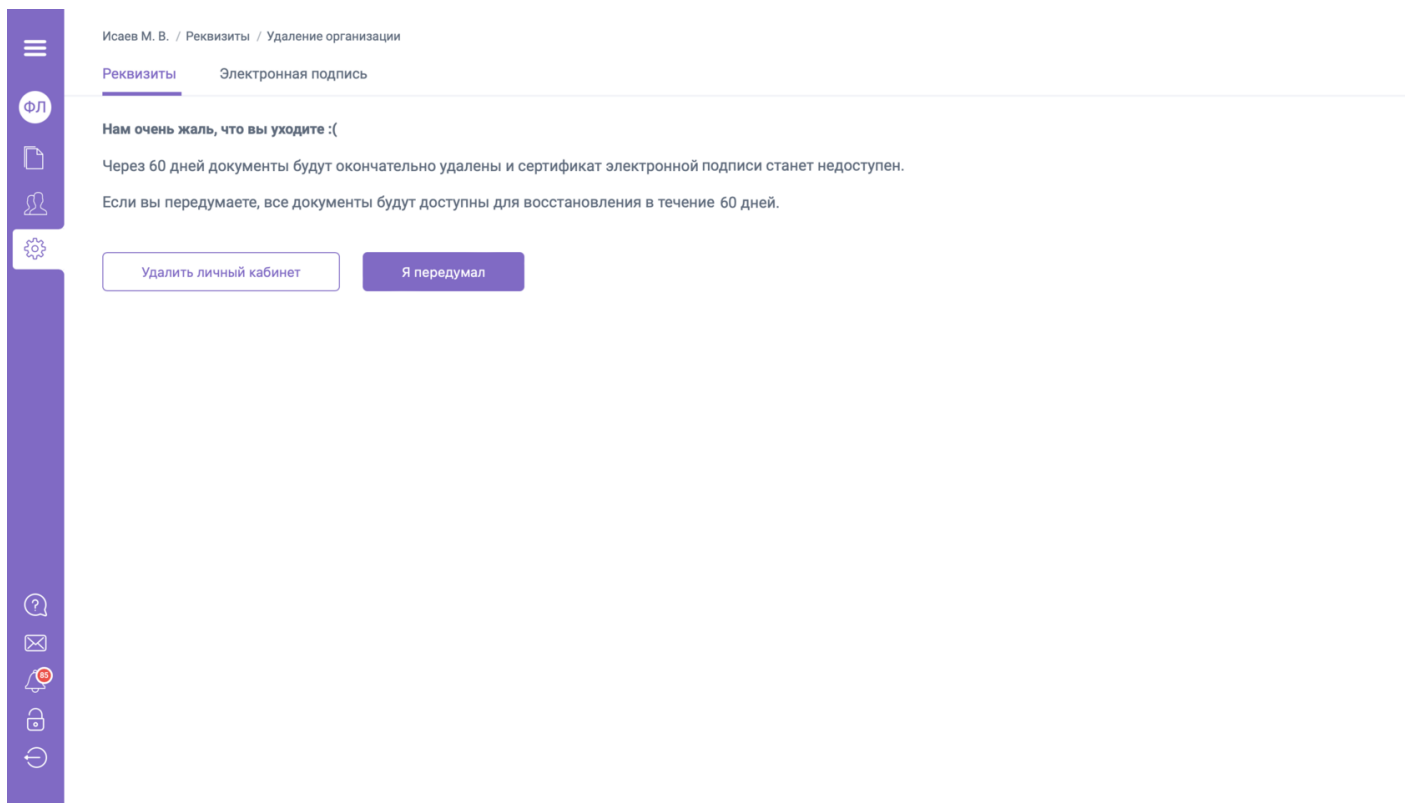 Исаев М. В. / Реквизиты / Удаление организации
Реквизиты Электронная подпись
ФЛ
Нам очень жаль, что вы уходите :(
Через 60 дней документы будут окончательно удалены и сертификат электронной подписи станет недоступен.
Если вы передумаете, все документы будут доступны для восстановления в течение 60 дней.
Удалить личный кабинет Я передумал
?
85